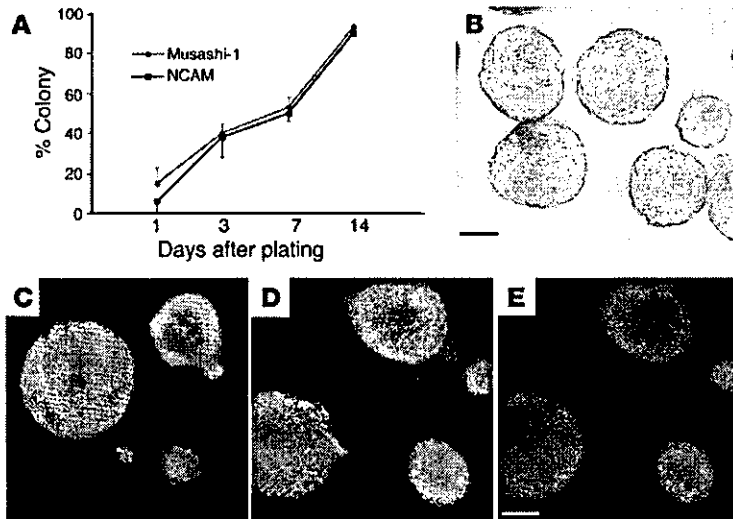 A
100
80
60
40
20
0
% Colony
Musashi-1
NCAM
1 3 7 14
Days after plating
B
C
D
E